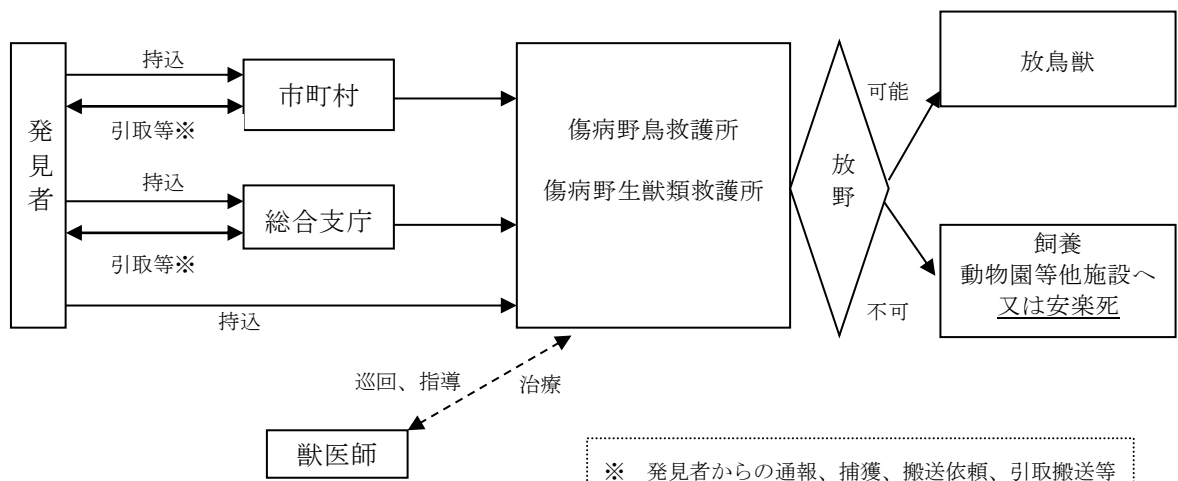 発見者
持込
市町村
引取等※
持込
総合支庁
引取等※
持込
傷病野鳥救護所
傷病野生獣類救護所
放野
可能
放鳥獣
不可
飼養
動物園等他施設へ
又は安楽死
巡回、指導
治療
獣医師
※ 発見者からの通報、捕獲、搬送依頼、引取搬送等